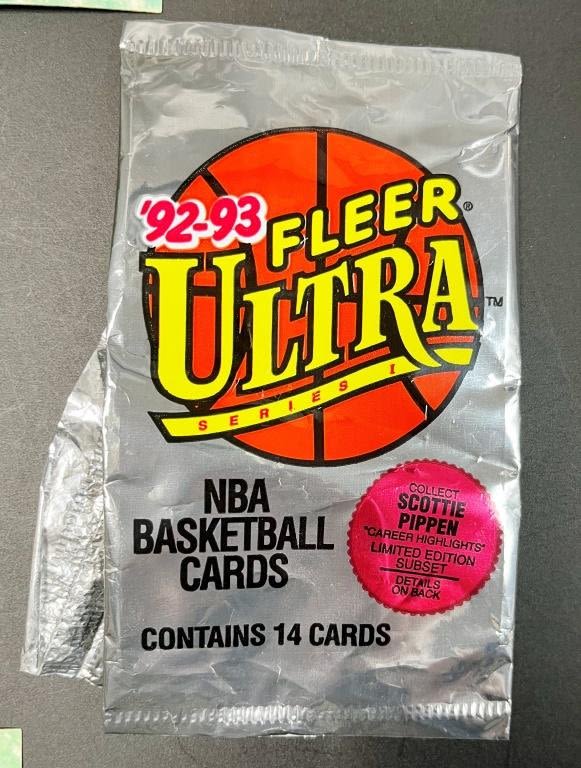 '92-93
FLEER®
ULTRA™
SERIES I
NBA
BASKETBALL
CARDS
CONTAINS 14 CARDS
COLLECT
SCOTTIE
PIPPEN
"CAREER HIGHLIGHTS"
LIMITED EDITION
SUBSET
DETAILS
ON BACK